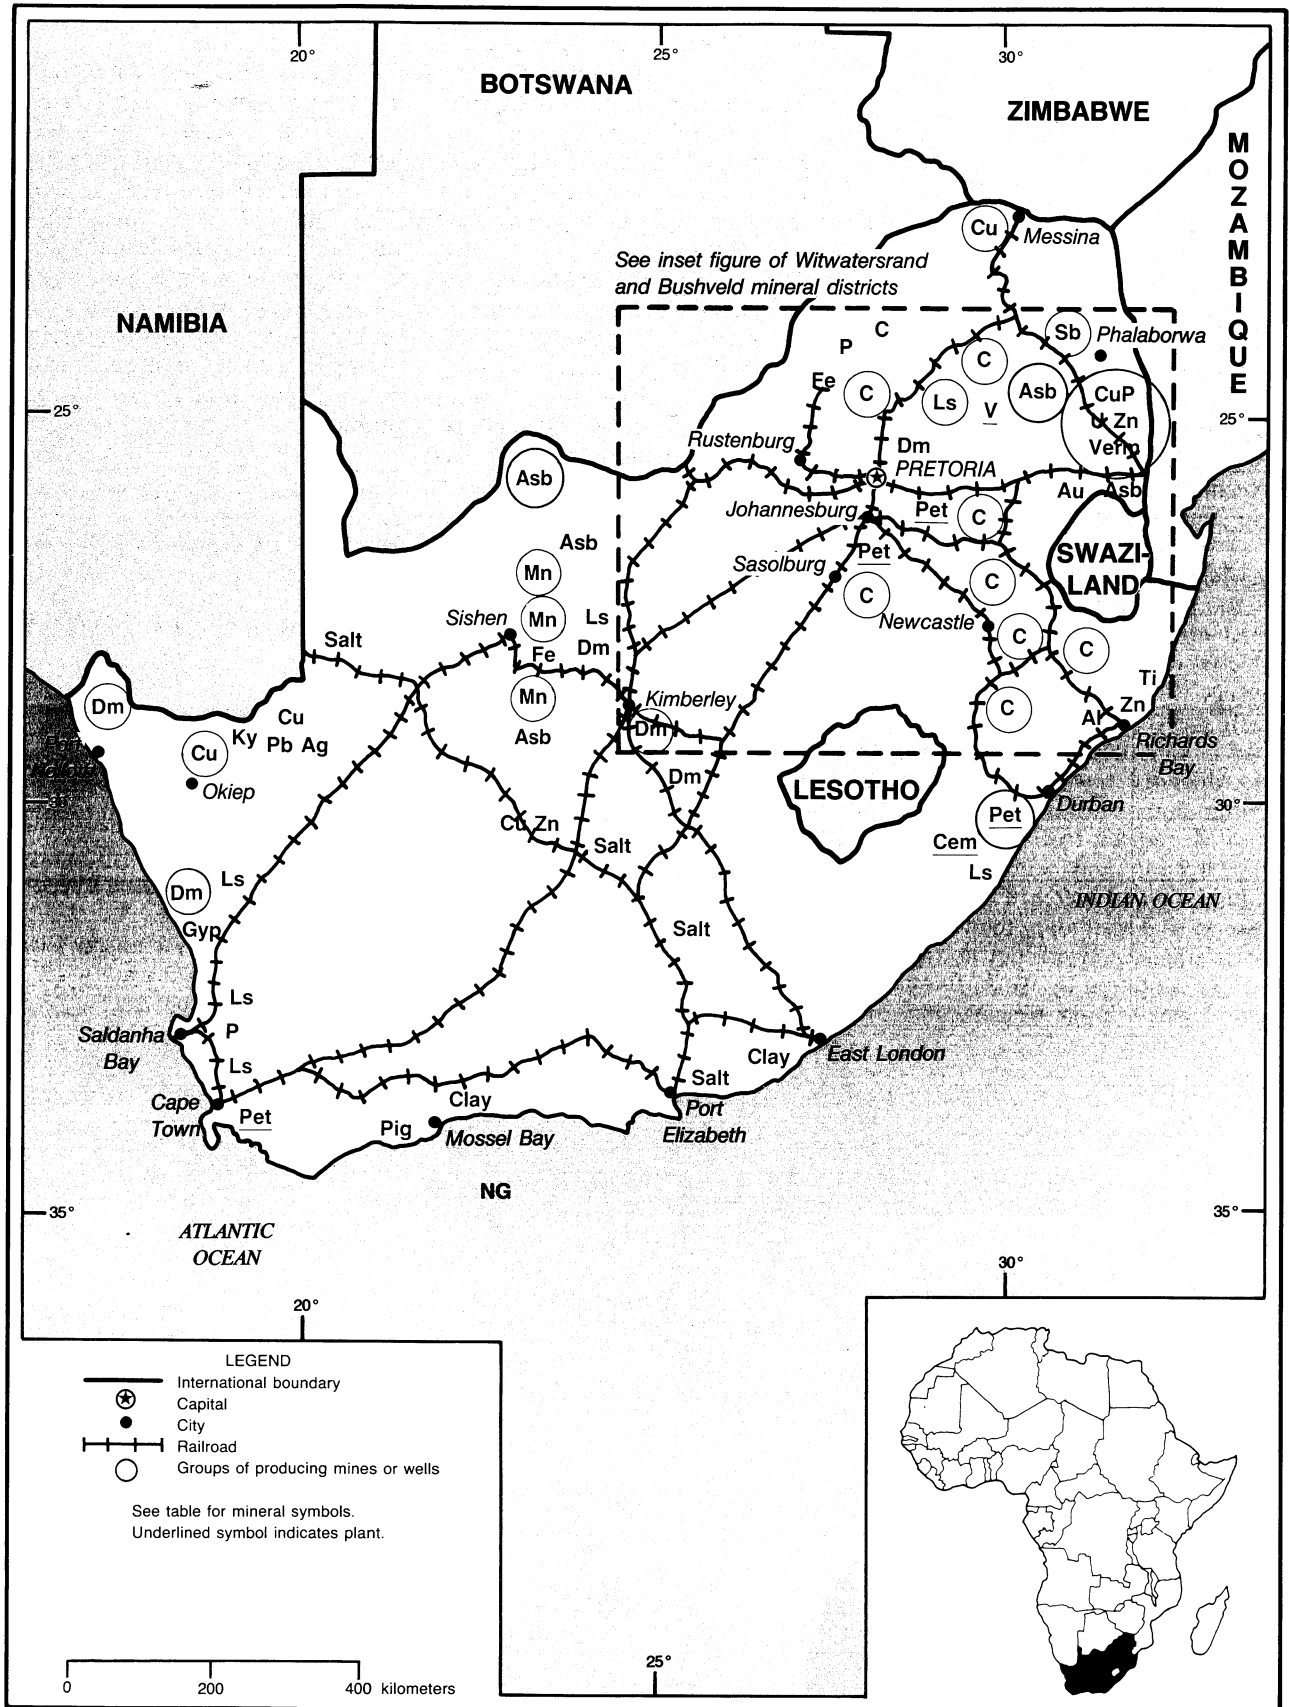 20°
25°
30°
BOTSWANA
ZIMBABWE
MOZAMBIQUE
Cu
Messina
See inset figure of Witwatersrand
and Bushveld mineral districts
NAMIBIA
C
P
Sb
Phalaborwa
C
Fe
C
Ls
V
Asb
CuP
U Zn
Verm
25°
25°
Rustenburg
Dm
PRETORIA
Asb
Au
Asb
Johannesburg
Pet
C
Asb
Pet
SWAZI-
LAND
Mn
Sasolburg
C
C
Sishen
Mn
Ls
Newcastle
C
C
Salt
Fe
Dm
Ti
Mn
Kimberley
C
Zn
Dm
Cu
Al
Ky
Pb Ag
Asb
Dm
Richards
Bay
Port
Nolloth
Cu
Okiep
Dm
LESOTHO
Durban
30°
30°
Cu Zn
Pet
Salt
Cem
Ls
Dm
Ls
INDIAN OCEAN
Gyp
Salt
Ls
Saldanha
Bay
P
Ls
Clay
East London
Salt
Cape
Town
Pet
Clay
Port
Elizabeth
Pig
Mossel Bay
NG
35°
35°
ATLANTIC
OCEAN
30°
20°
LEGEND
International boundary
Capital
City
Railroad
Groups of producing mines or wells
See table for mineral symbols.
Underlined symbol indicates plant.
25°
0 200 400 kilometers